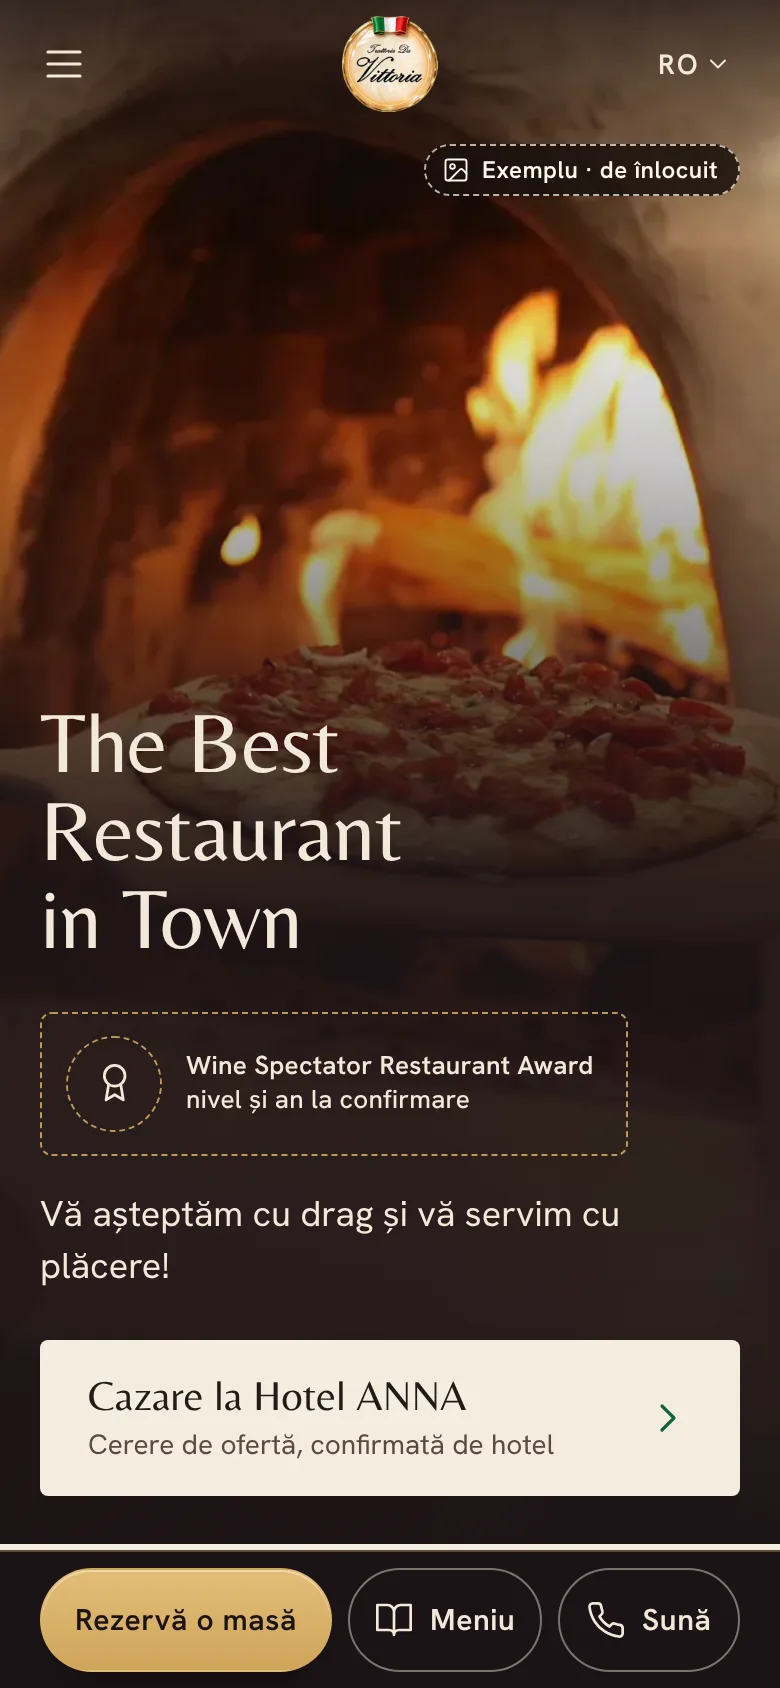 Trattoria Da
Vittoria
RO
Exemplu · de înlocuit
The Best
Restaurant
in Town
Wine Spectator Restaurant Award
nivel și an la confirmare
Vă așteptăm cu drag și vă servim cu
plăcere!
Cazare la Hotel ANNA
Cerere de ofertă, confirmată de hotel
Rezervă o masă
Meniu
Sună